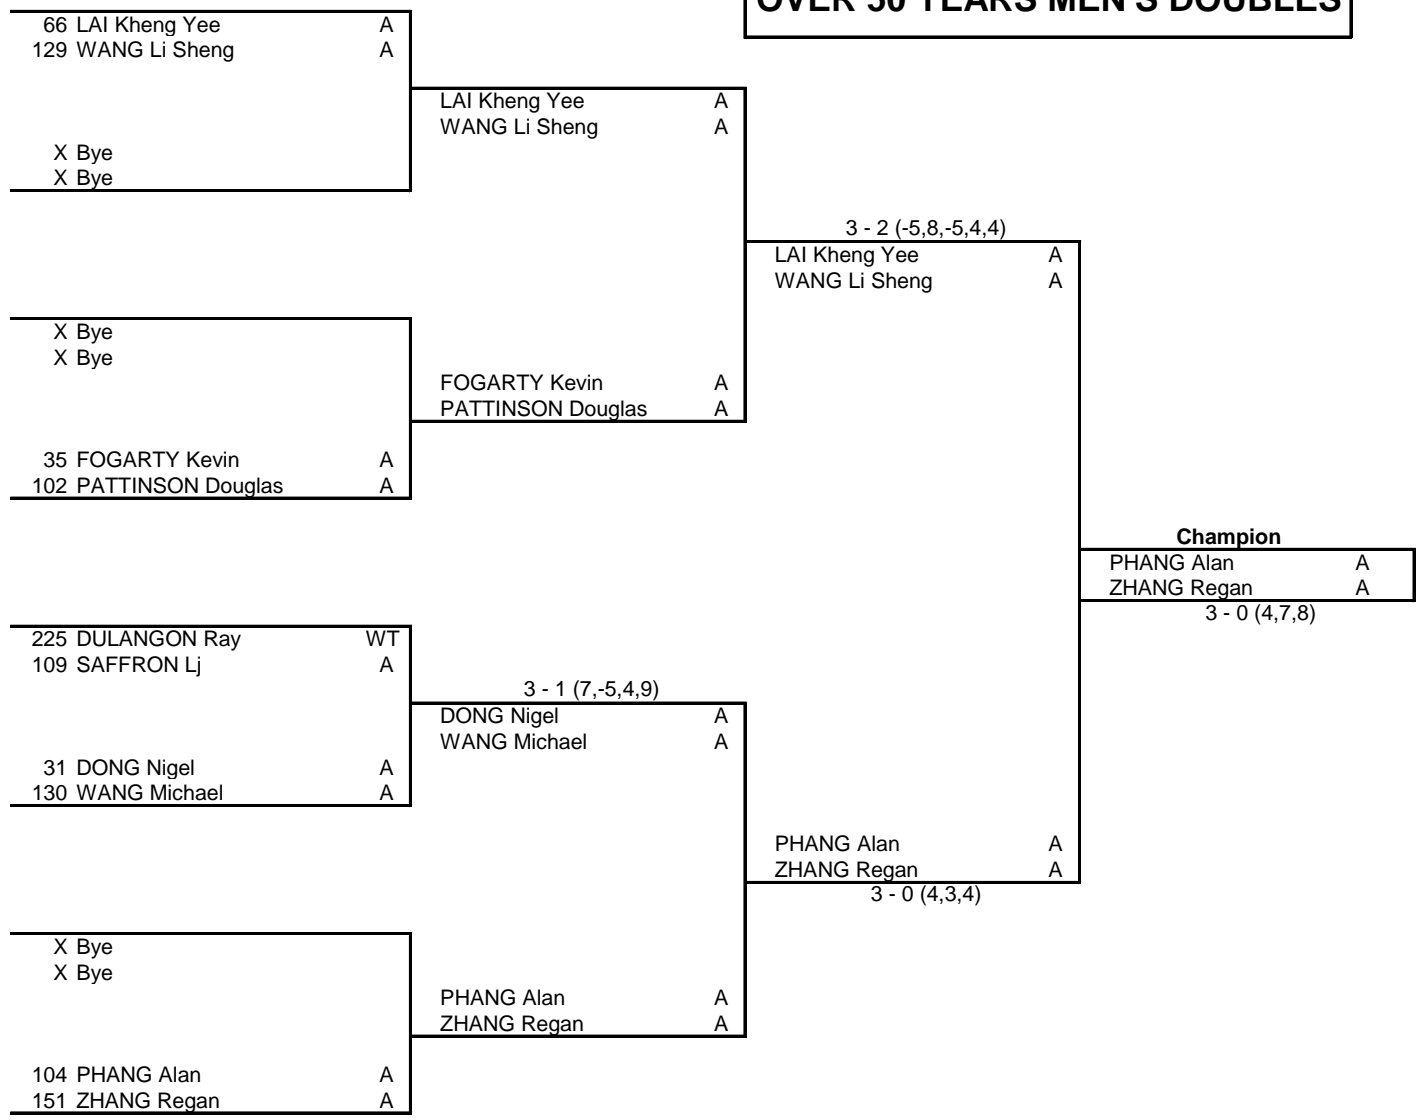 OVER 50 YEARS MEN'S DOUBLES
66 LAI Kheng Yee A
129 WANG Li Sheng A
LAI Kheng Yee A
WANG Li Sheng A
X Bye
X Bye
3 - 2 (-5,8,-5,4,4)
LAI Kheng Yee A
WANG Li Sheng A
X Bye
X Bye
FOGARTY Kevin A
PATTINSON Douglas A
35 FOGARTY Kevin A
102 PATTINSON Douglas A
Champion
PHANG Alan A
ZHANG Regan A
3 - 0 (4,7,8)
225 DULANGON Ray WT
109 SAFFRON Lj A
3 - 1 (7,-5,4,9)
DONG Nigel A
WANG Michael A
31 DONG Nigel A
130 WANG Michael A
PHANG Alan A
ZHANG Regan A
3 - 0 (4,3,4)
X Bye
X Bye
PHANG Alan A
ZHANG Regan A
104 PHANG Alan A
151 ZHANG Regan A